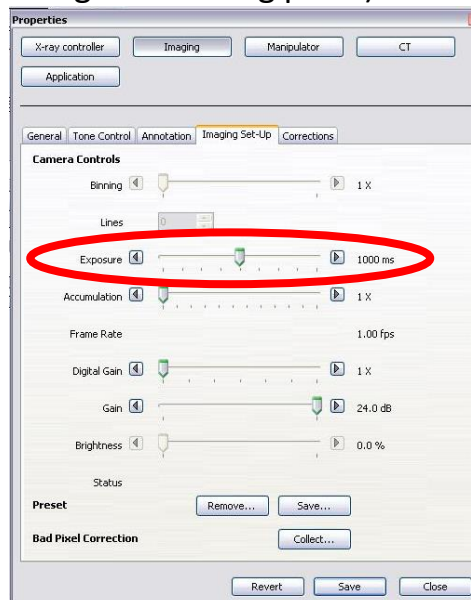 Properties
X-ray controller Imaging Manipulator CT
Application
General Tone Control Annotation Imaging Set-Up Corrections
Camera Controls
Binning 1 X
Lines 0
Exposure 1000 ms
Accumulation 1 X
Frame Rate 1.00 fps
Digital Gain 1 X
Gain 24.0 dB
Brightness 0.0 %
Status
Preset Remove... Save...
Bad Pixel Correction Collect...
Revert Save Close